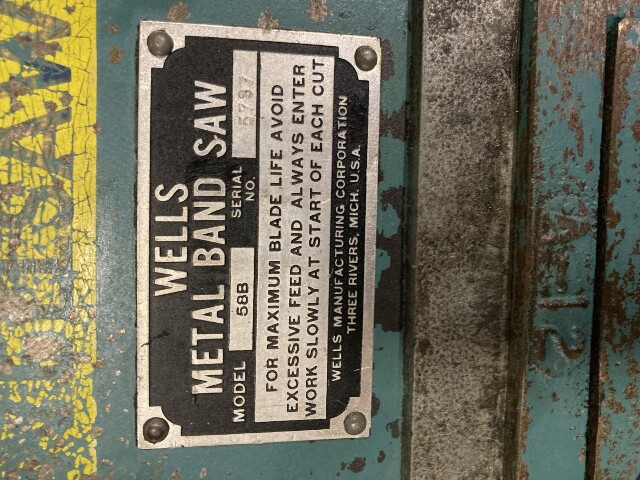 WELLS
METAL BAND SAW
MODEL 58B SERIAL NO. 5787
FOR MAXIMUM BLADE LIFE AVOID
EXCESSIVE FEED AND ALWAYS ENTER
WORK SLOWLY AT START OF EACH CUT
WELLS MANUFACTURING CORPORATION
THREE RIVERS, MICH. U.S.A.